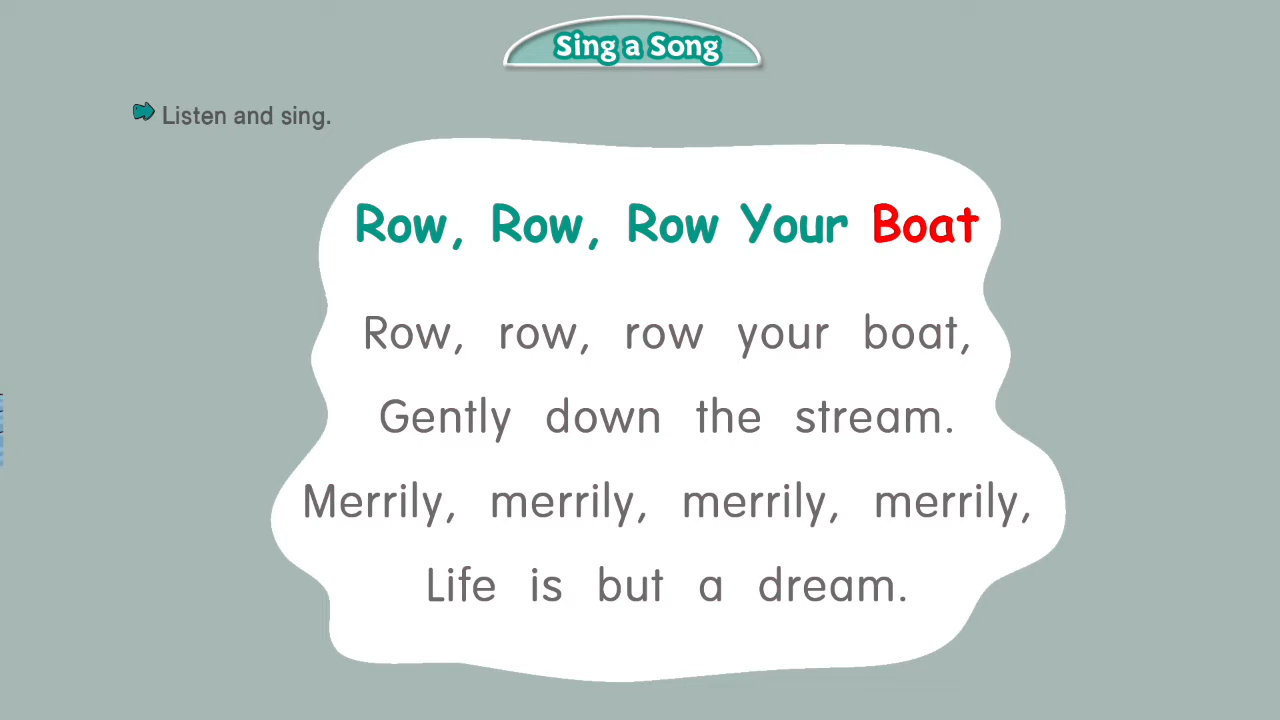 Sing a Song
Listen and sing.
Row, Row, Row Your Boat
Row, row, row your boat,
Gently down the stream.
Merrily, merrily, merrily, merrily,
Life is but a dream.